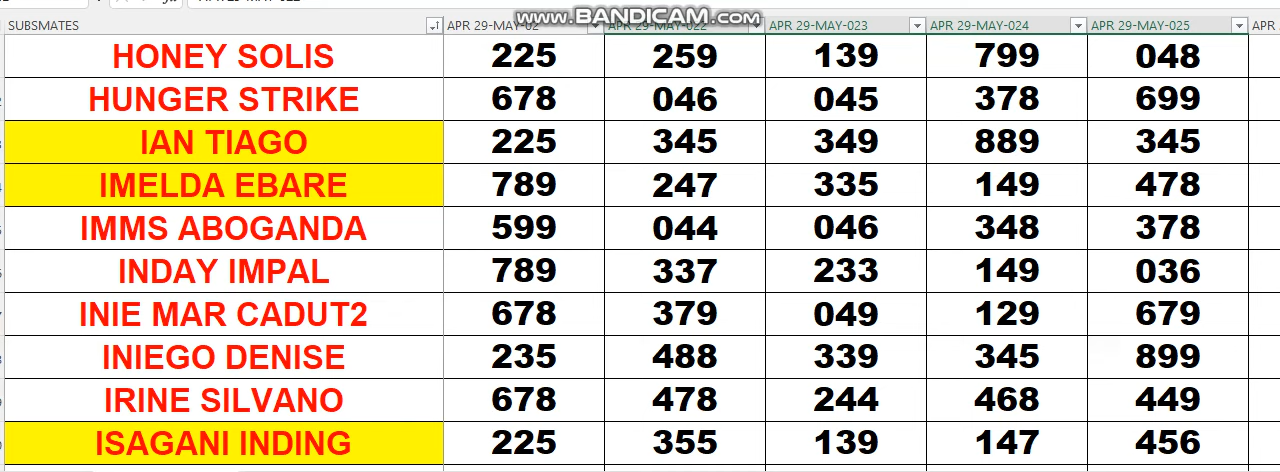 www.BANDICAM.com
SUBSMATES APR 29-MAY-02 APR 29-MAY-022 APR 29-MAY-023 APR 29-MAY-024 APR 29-MAY-025 APR
HONEY SOLIS 225 259 139 799 048
HUNGER STRIKE 678 046 045 378 699
IAN TIAGO 225 345 349 889 345
IMELDA EBARE 789 247 335 149 478
IMMS ABOGANDA 599 044 046 348 378
INDAY IMPAL 789 337 233 149 036
INIE MAR CADUT2 678 379 049 129 679
INIEGO DENISE 235 488 339 345 899
IRINE SILVANO 678 478 244 468 449
ISAGANI INDING 225 355 139 147 456